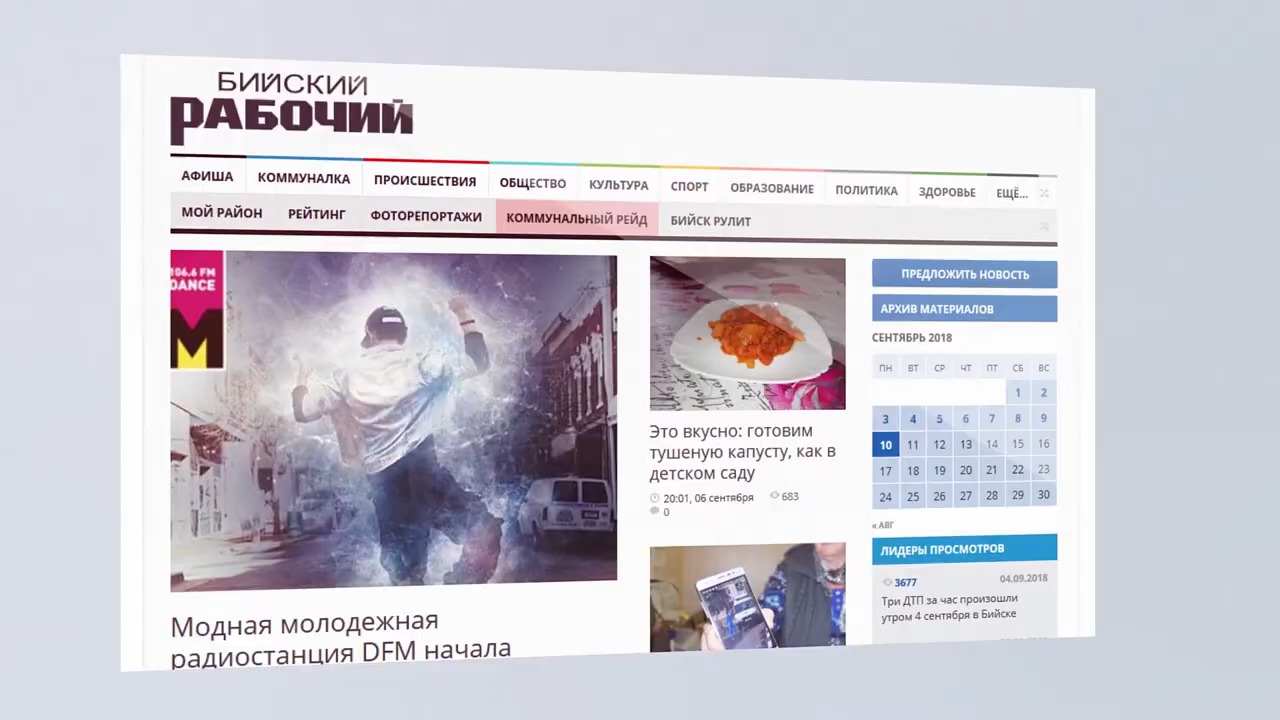 БИЙСКИЙ
РАБОЧИЙ
АФИША КОММУНАЛКА ПРОИСШЕСТВИЯ ОБЩЕСТВО КУЛЬТУРА СПОРТ ОБРАЗОВАНИЕ ПОЛИТИКА ЗДОРОВЬЕ ЕЩЁ...
МОЙ РАЙОН РЕЙТИНГ ФОТОРЕПОРТАЖИ КОММУНАЛЬНЫЙ РЕЙД БИЙСК РУЛИТ
106.6 FM
DANCE
Модная молодежная
радиостанция DFM начала
Это вкусно: готовим
тушеную капусту, как в
детском саду
20:01, 06 сентября 683
0
ПРЕДЛОЖИТЬ НОВОСТЬ
АРХИВ МАТЕРИАЛОВ
СЕНТЯБРЬ 2018
ПН ВТ СР ЧТ ПТ СБ ВС
1 2
3 4 5 6 7 8 9
10 11 12 13 14 15 16
17 18 19 20 21 22 23
24 25 26 27 28 29 30
« АВГ
ЛИДЕРЫ ПРОСМОТРОВ
3677 04.09.2018
Три ДТП за час произошли
утром 4 сентября в Бийске